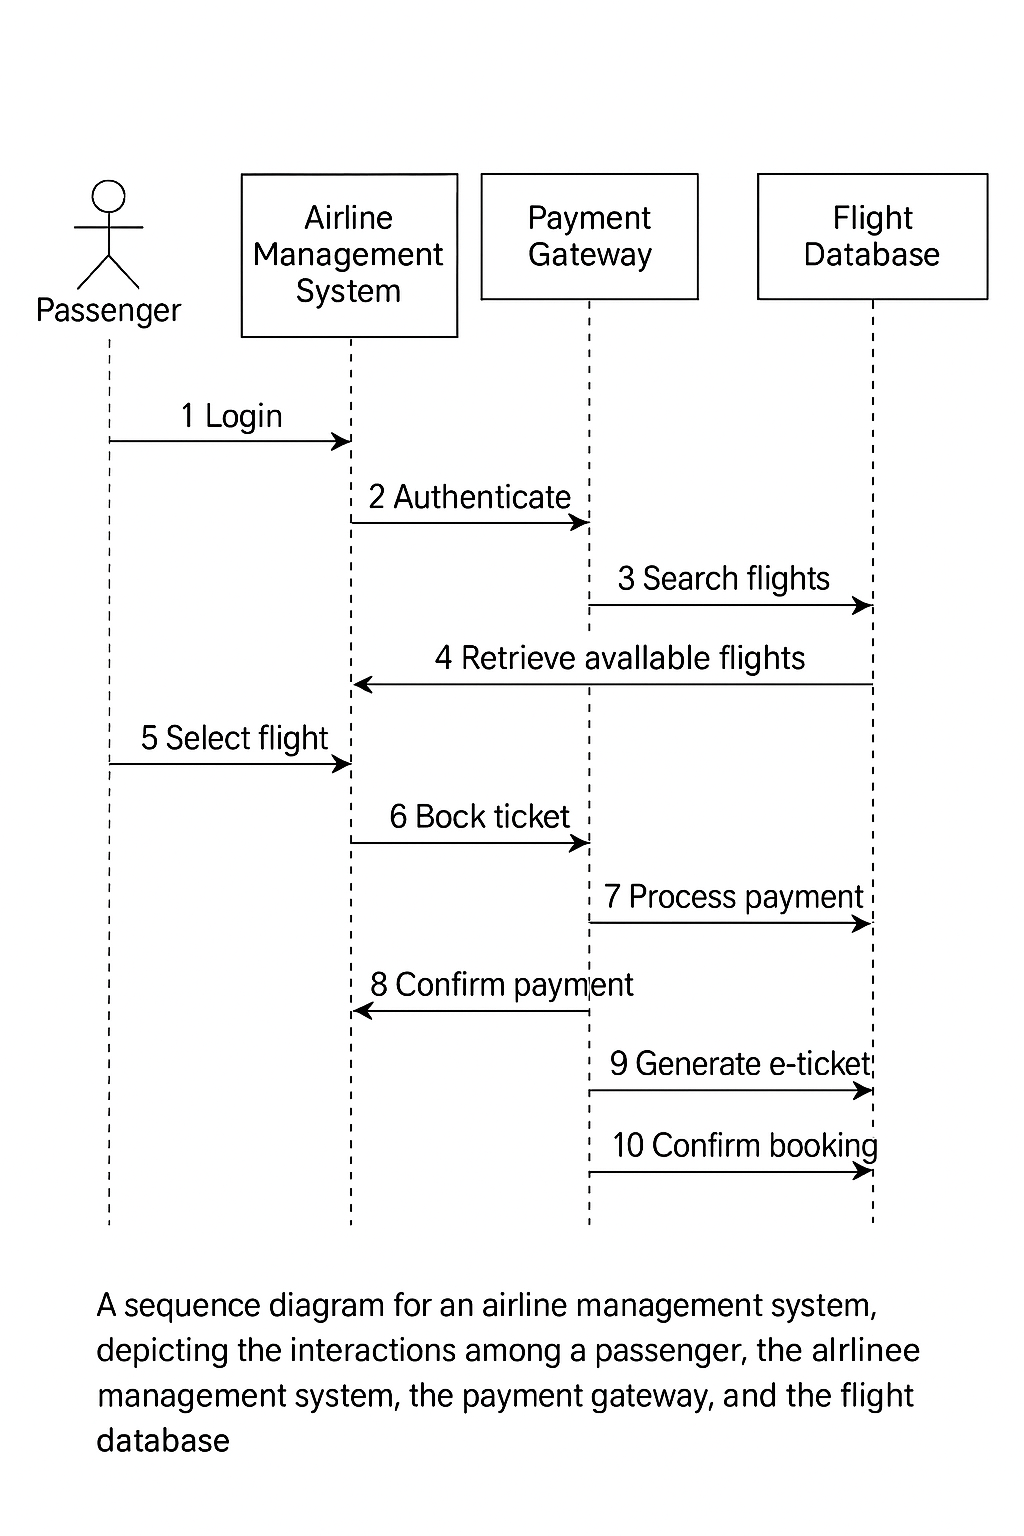 Passenger
Airline
Management
System
Payment
Gateway
Flight
Database
1 Login
2 Authenticate
3 Search flights
4 Retrieve avallable flights
5 Select flight
6 Bock ticket
7 Process payment
8 Confirm payment
9 Generate e-ticket
10 Confirm booking
A sequence diagram for an airline management system,
depicting the interactions among a passenger, the alrlinee
management system, the payment gateway, and the flight
database